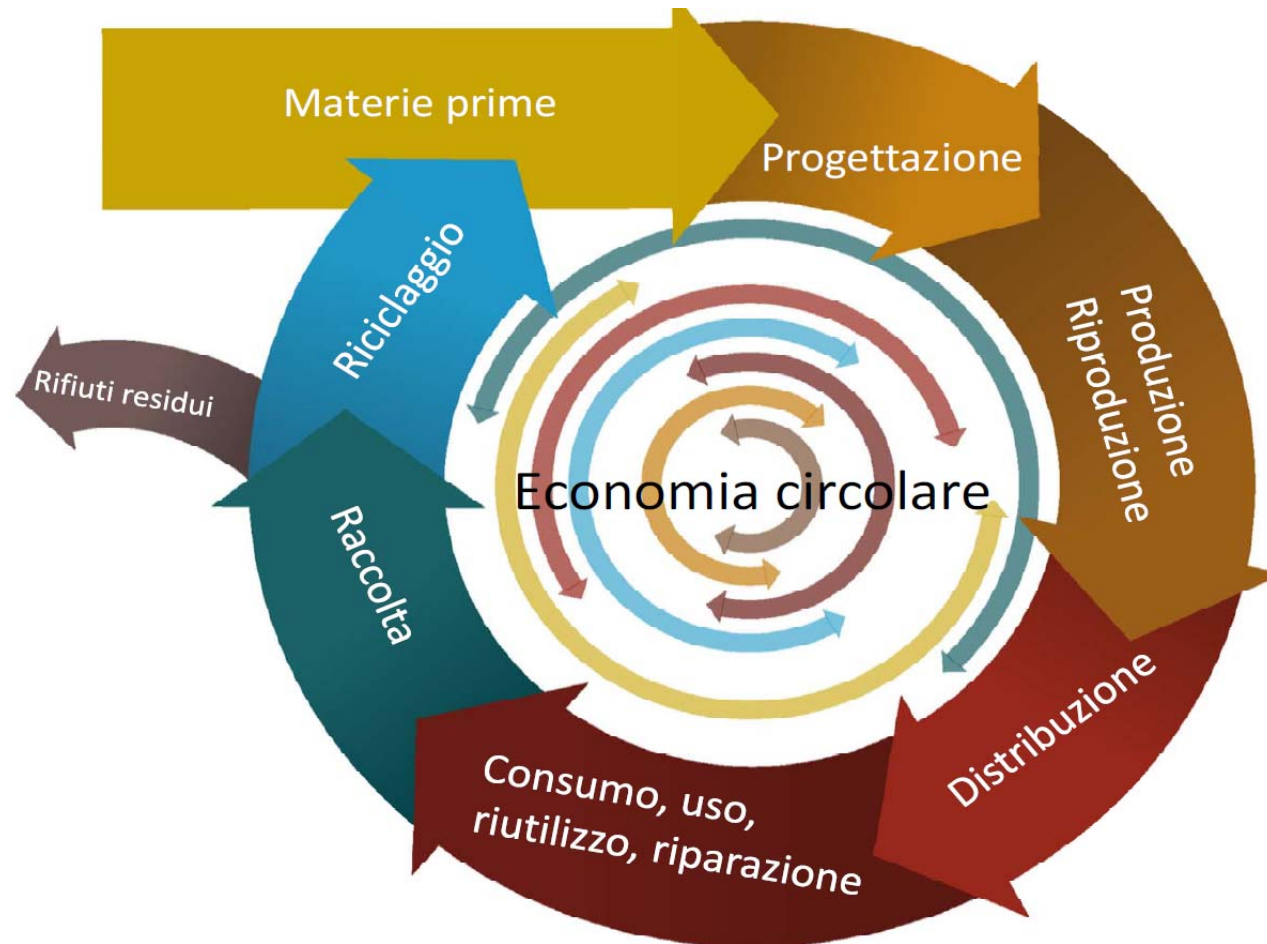 Materie prime
Progettazione
Produzione
Riproduzione
Distribuzione
Consumo, uso,
riutilizzo, riparazione
Raccolta
Riciclaggio
Rifiuti residui
Economia circolare